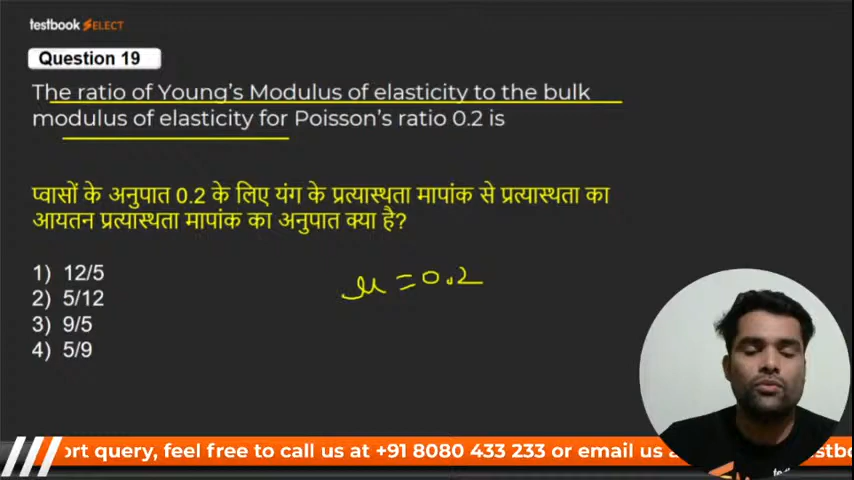 testbook SELECT
Question 19
The ratio of Young's Modulus of elasticity to the bulk
modulus of elasticity for Poisson's ratio 0.2 is
प्वासों के अनुपात 0.2 के लिए यंग के प्रत्यास्थता मापांक से प्रत्यास्थता का
आयतन प्रत्यास्थता मापांक का अनुपात क्या है?
1) 12/5
2) 5/12
3) 9/5
4) 5/9
μ = 0.2
ort query, feel free to call us at +91 8080 433 233 or email us a